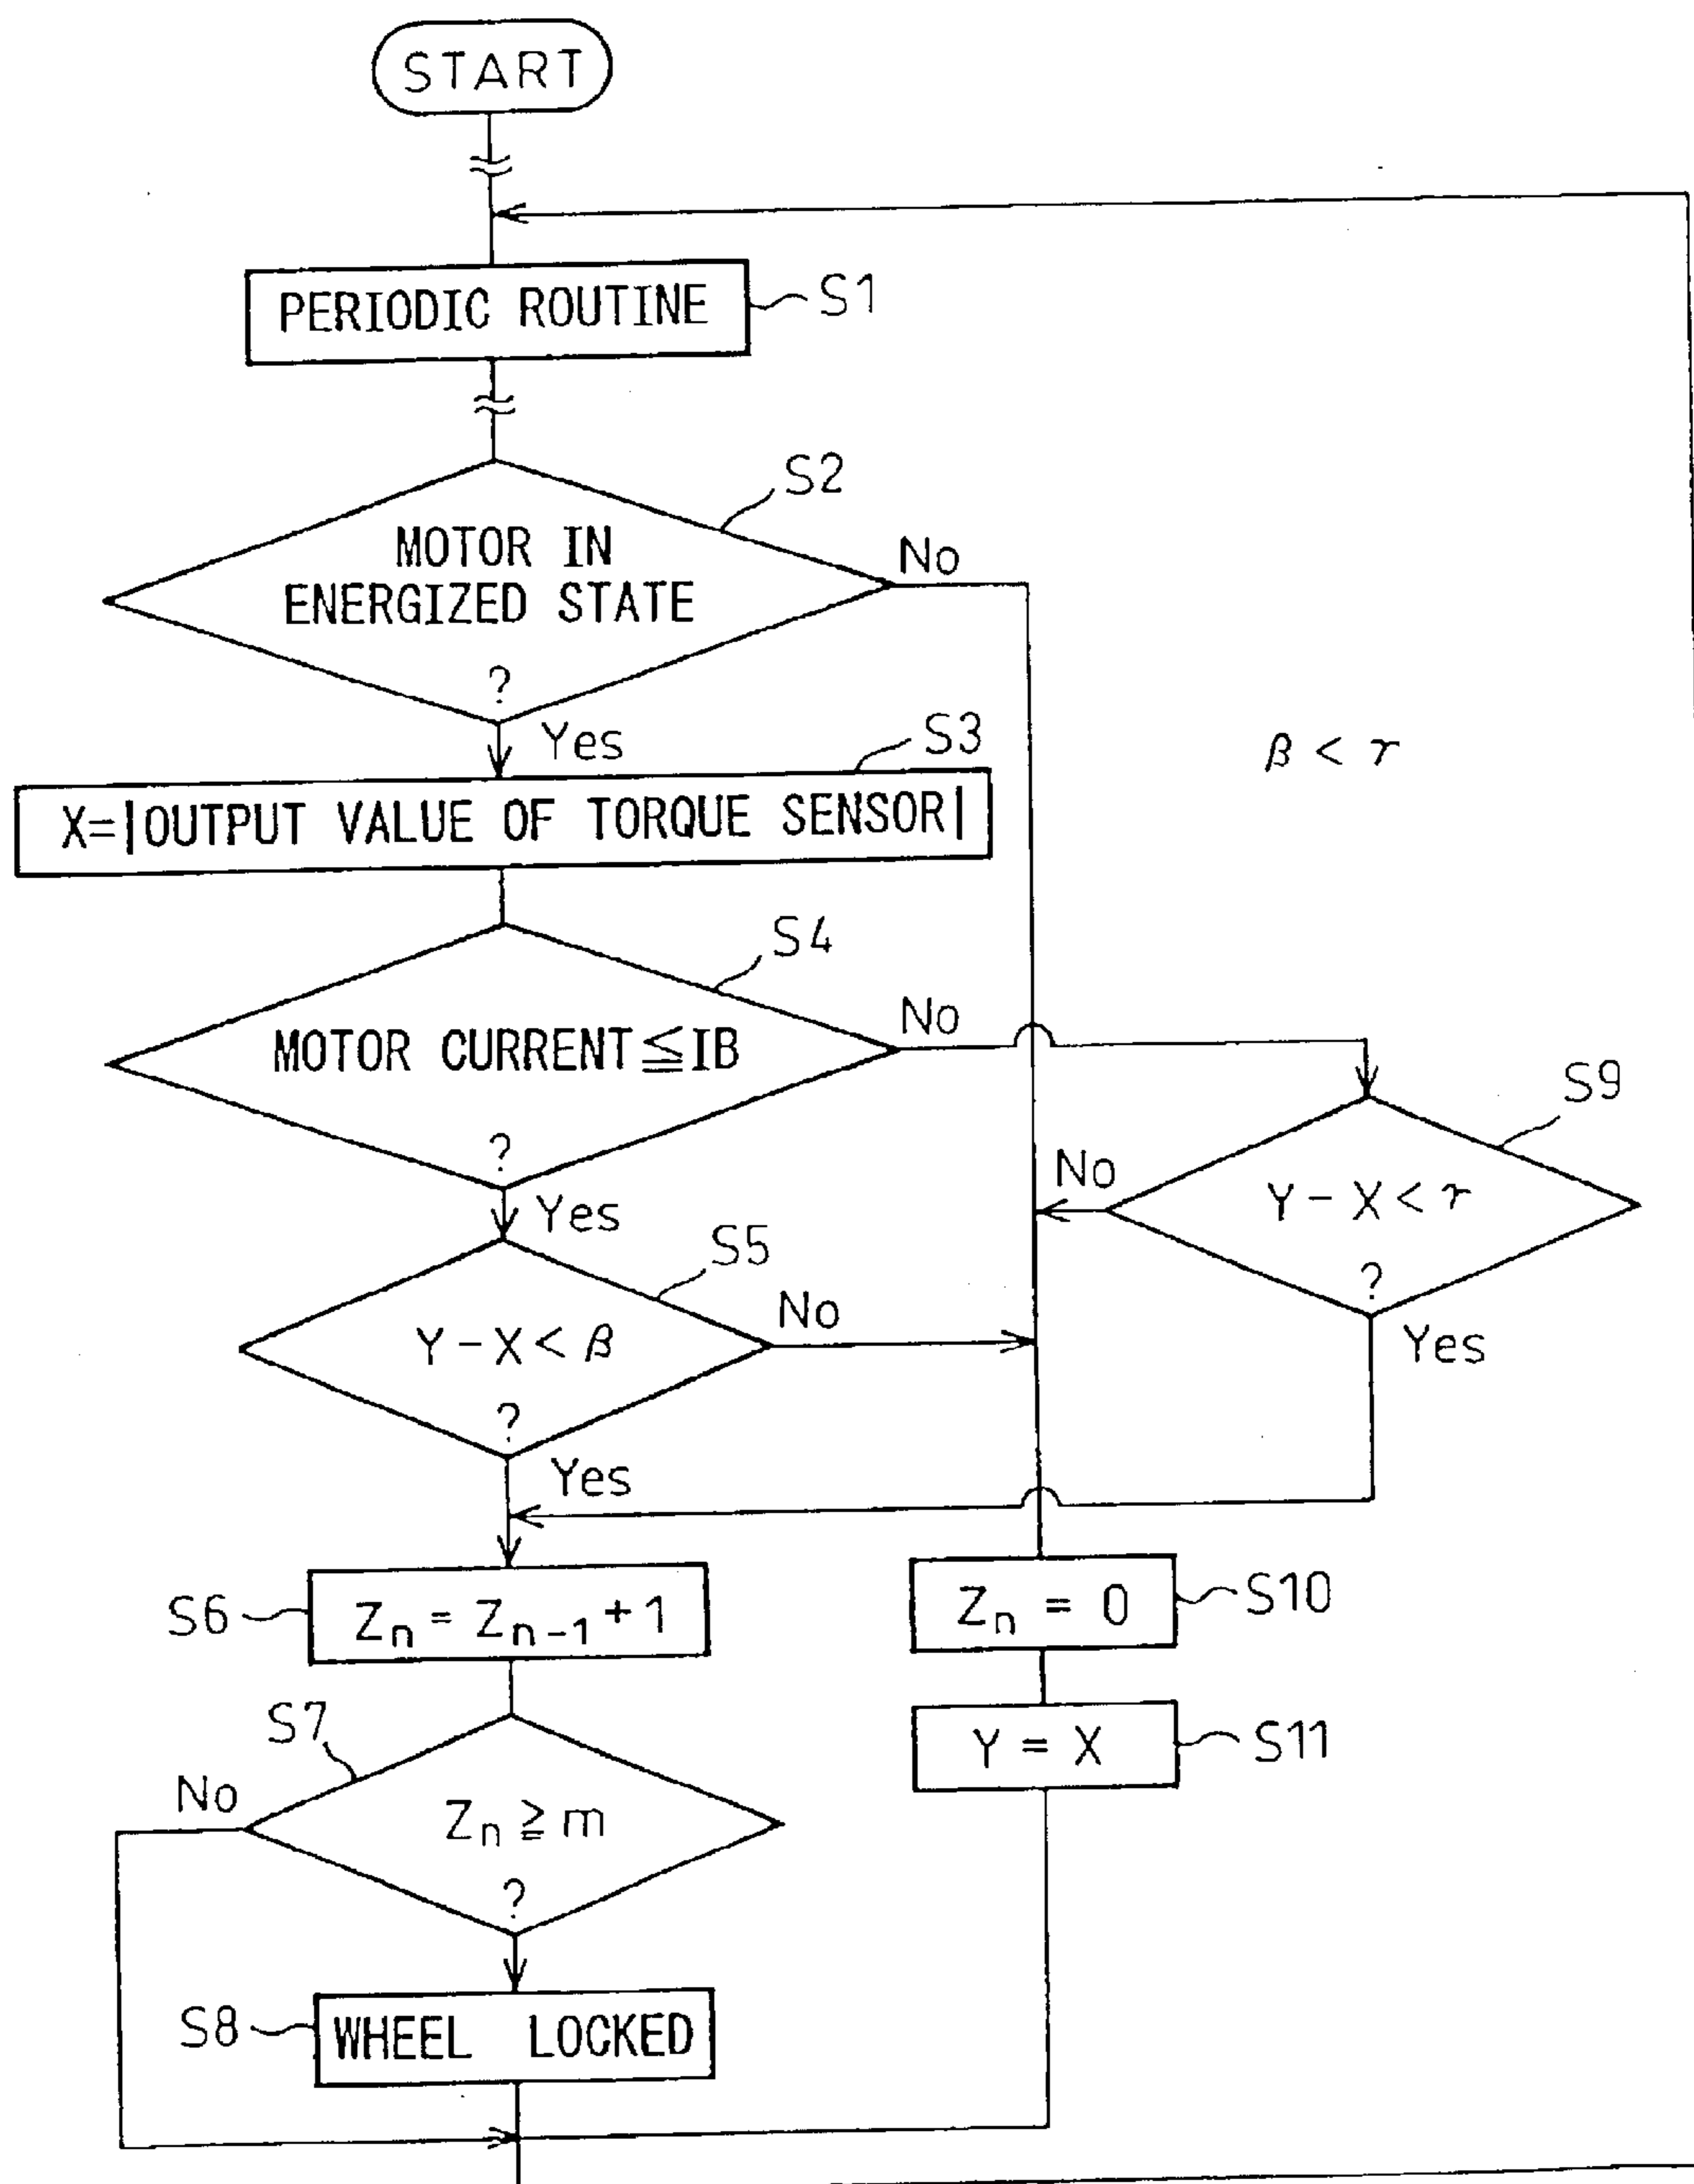 START
PERIODIC ROUTINE
S1
S2
MOTOR IN
ENERGIZED STATE
?
No
Yes
S3
β < γ
X=|OUTPUT VALUE OF TORQUE SENSOR|
S4
MOTOR CURRENT≦IB
?
No
Yes
S9
Y-X<γ
?
No
Yes
S5
Y-X<β
?
No
Yes
S6
Zn = Zn-1 + 1
Zn = 0
S10
S7
Y = X
S11
No
Zn ≧ m
?
S8
WHEEL LOCKED